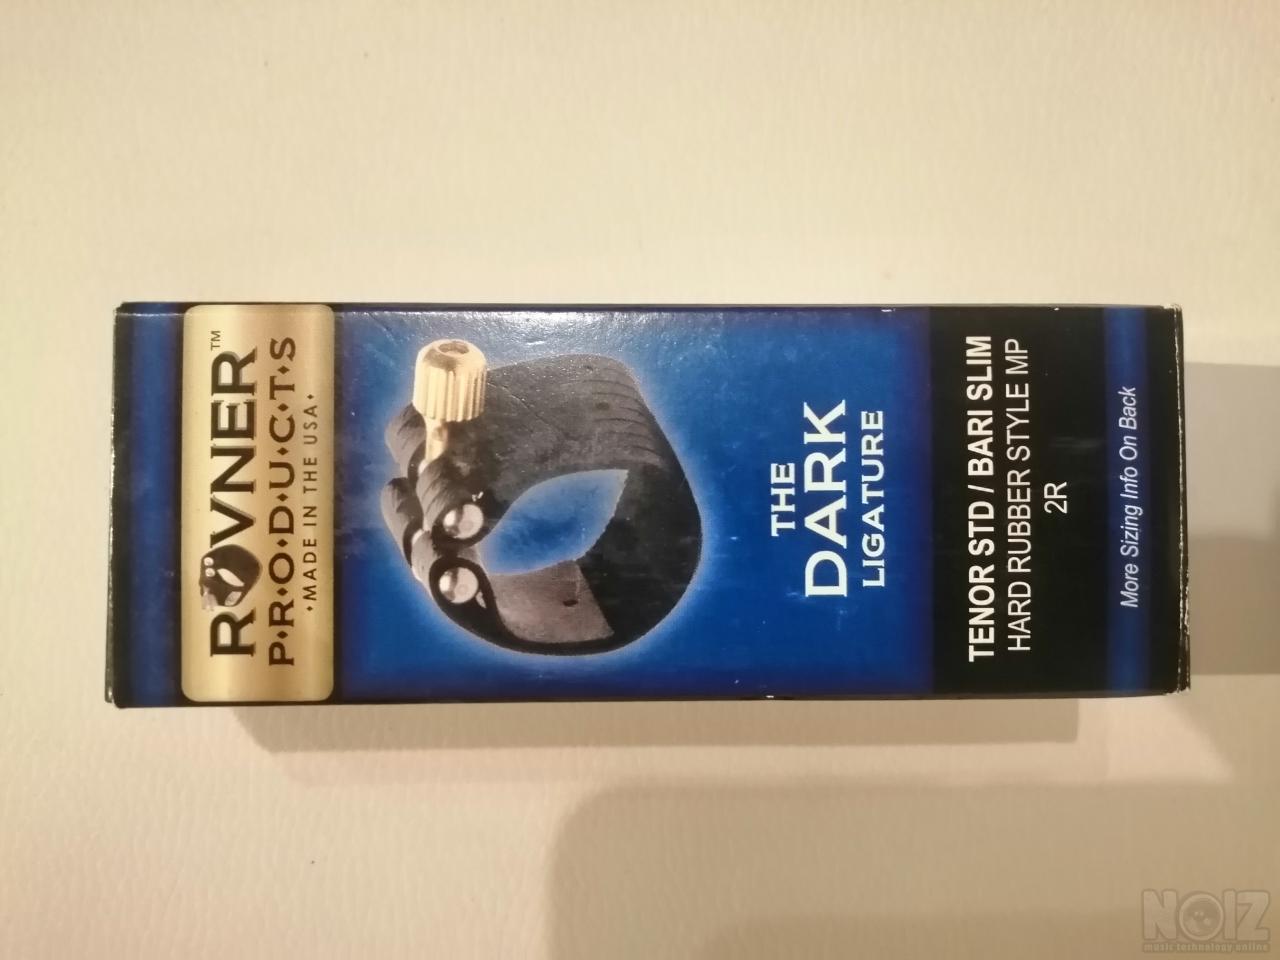 ROVNER™
P·R·O·D·U·C·T·S
·MADE IN THE USA·
THE
DARK
LIGATURE
TENOR STD / BARI SLIM
HARD RUBBER STYLE MP
2R
More Sizing Info On Back
NOIZ
music technology online